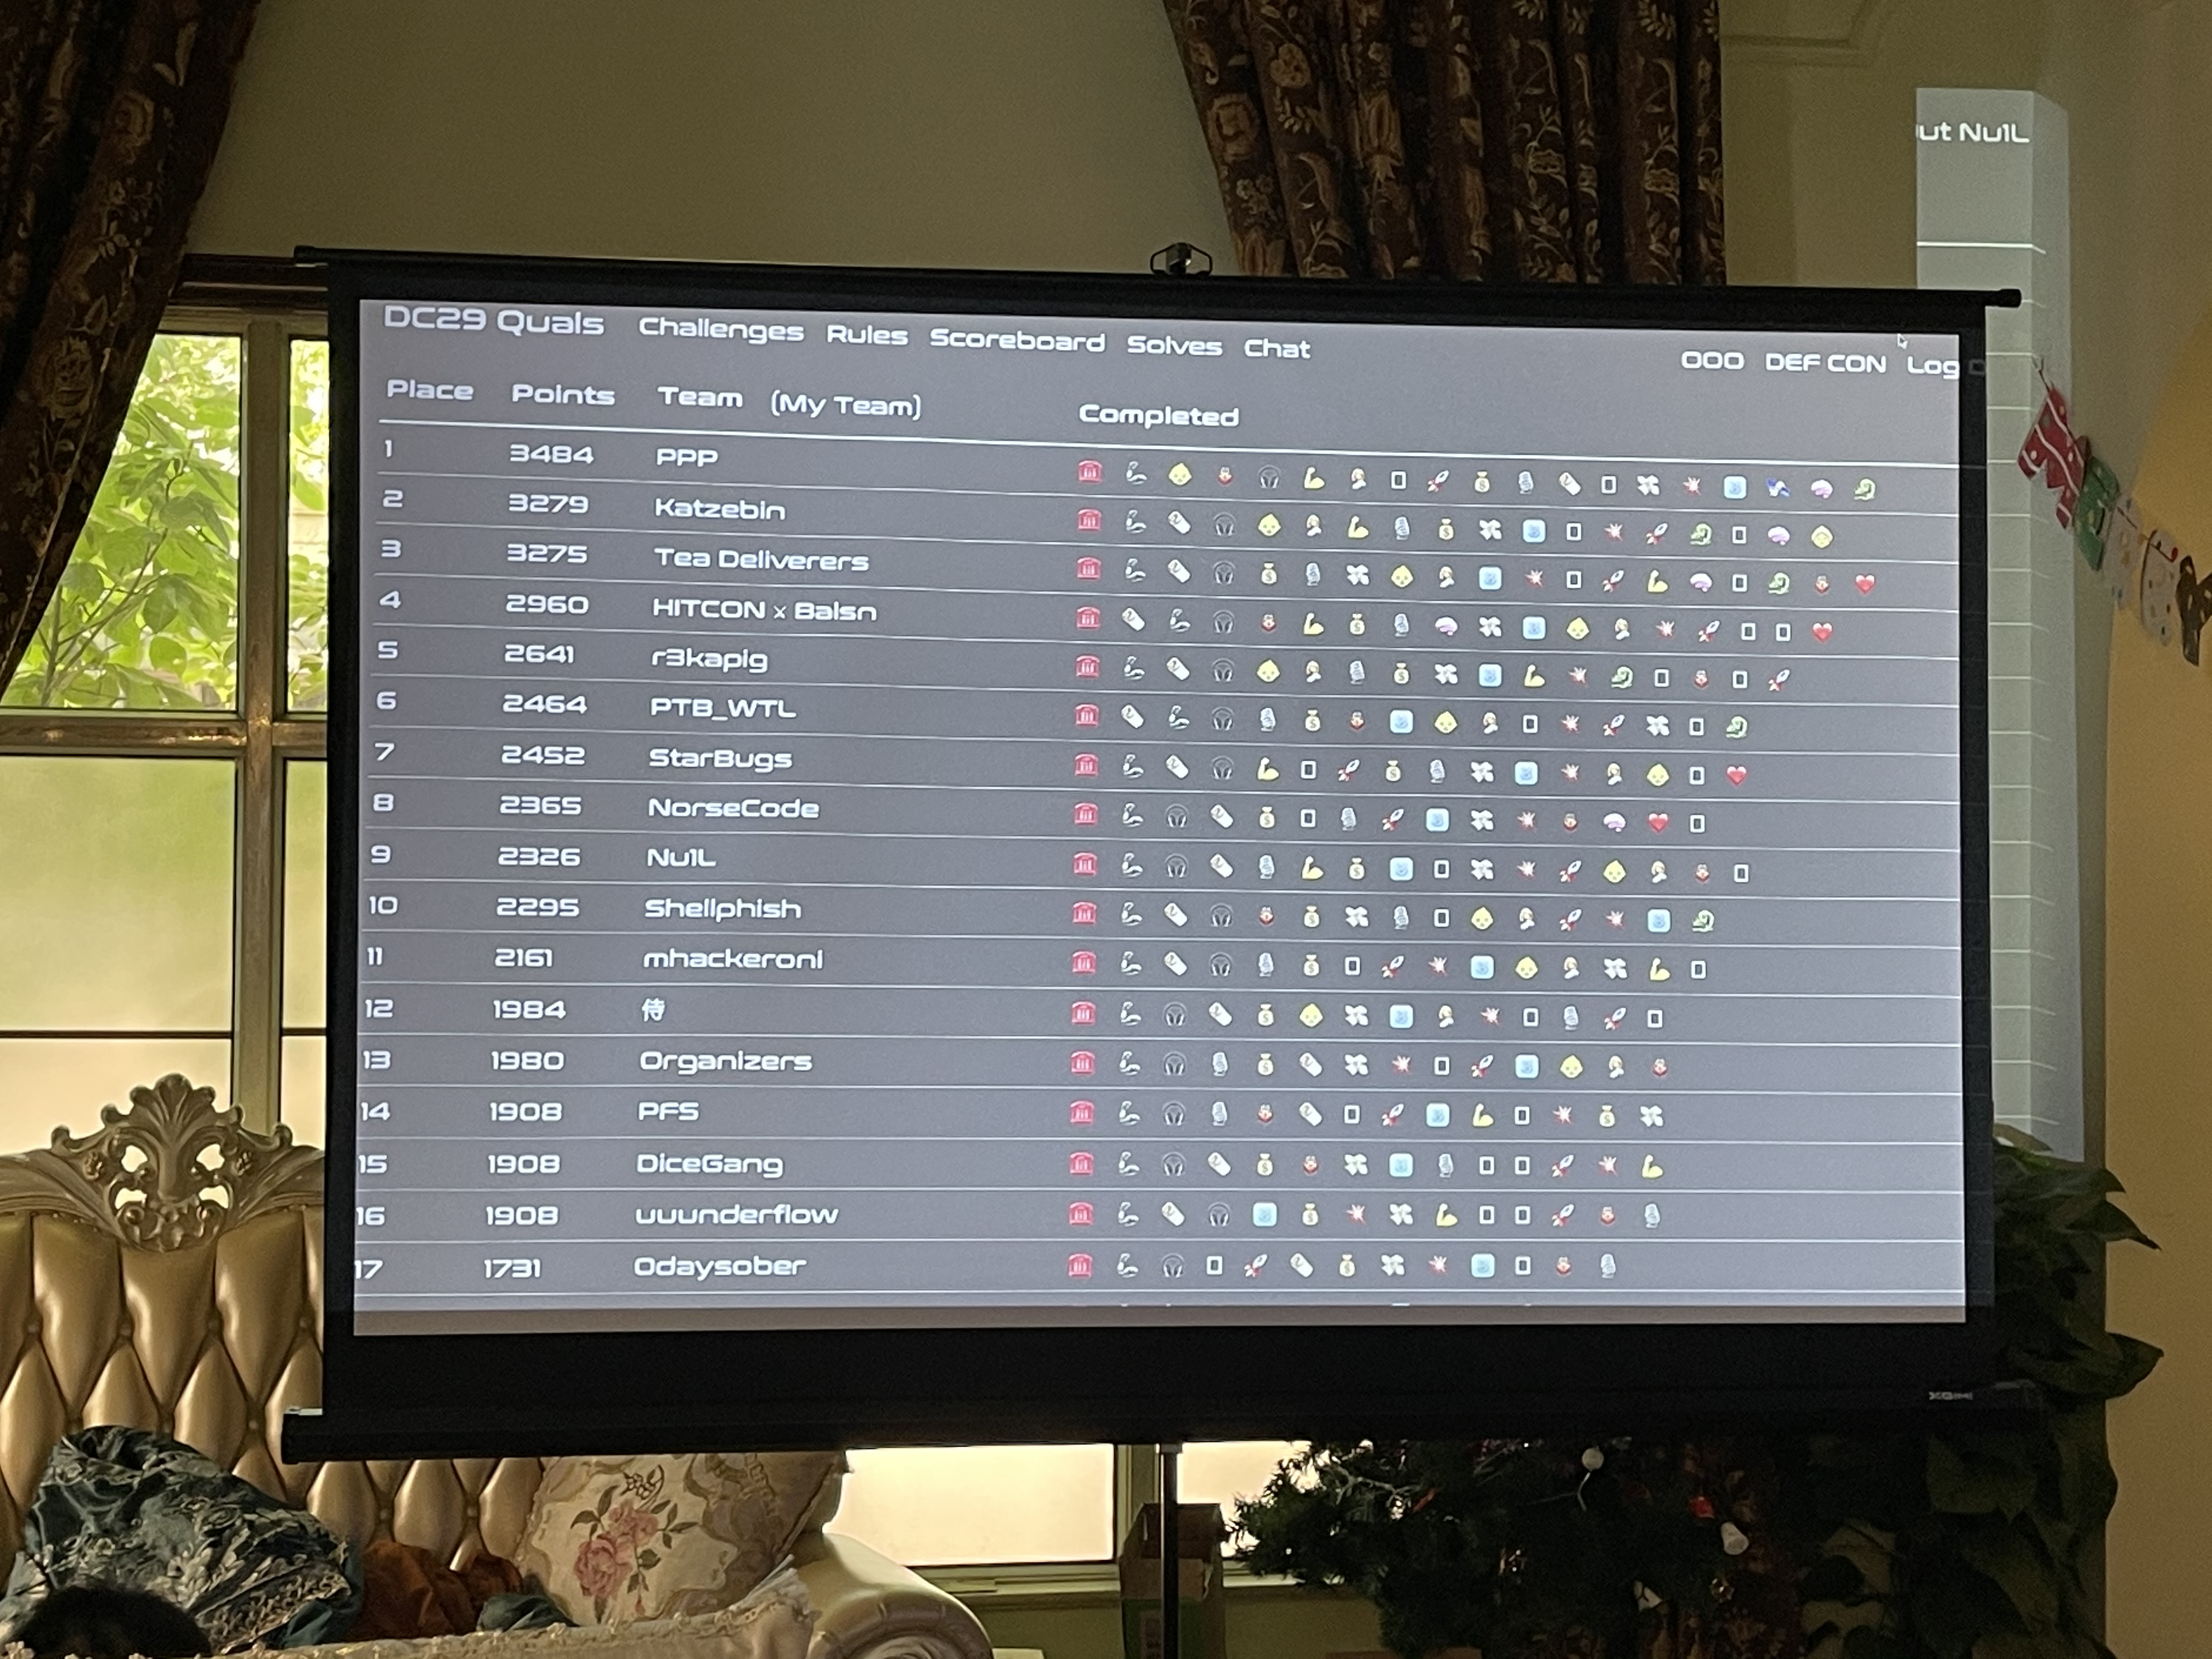 ut Nu1L
DC29 Quals Challenges Rules Scoreboard Solves Chat OOO DEF CON Log
Place Points Team (My Team) Completed
1 3484 PPP
2 3279 Katzebin
3 3275 Tea Deliverers
4 2960 HITCON x Balsn
5 2641 r3kapig
6 2464 PTB_WTL
7 2452 StarBugs
8 2365 NorseCode
9 2326 Nu1L
10 2295 Shellphish
11 2161 mhackeroni
12 1984 侍
13 1980 Organizers
14 1908 PFS
15 1908 DiceGang
16 1908 uuunderflow
17 1731 0daysober
XGIMI